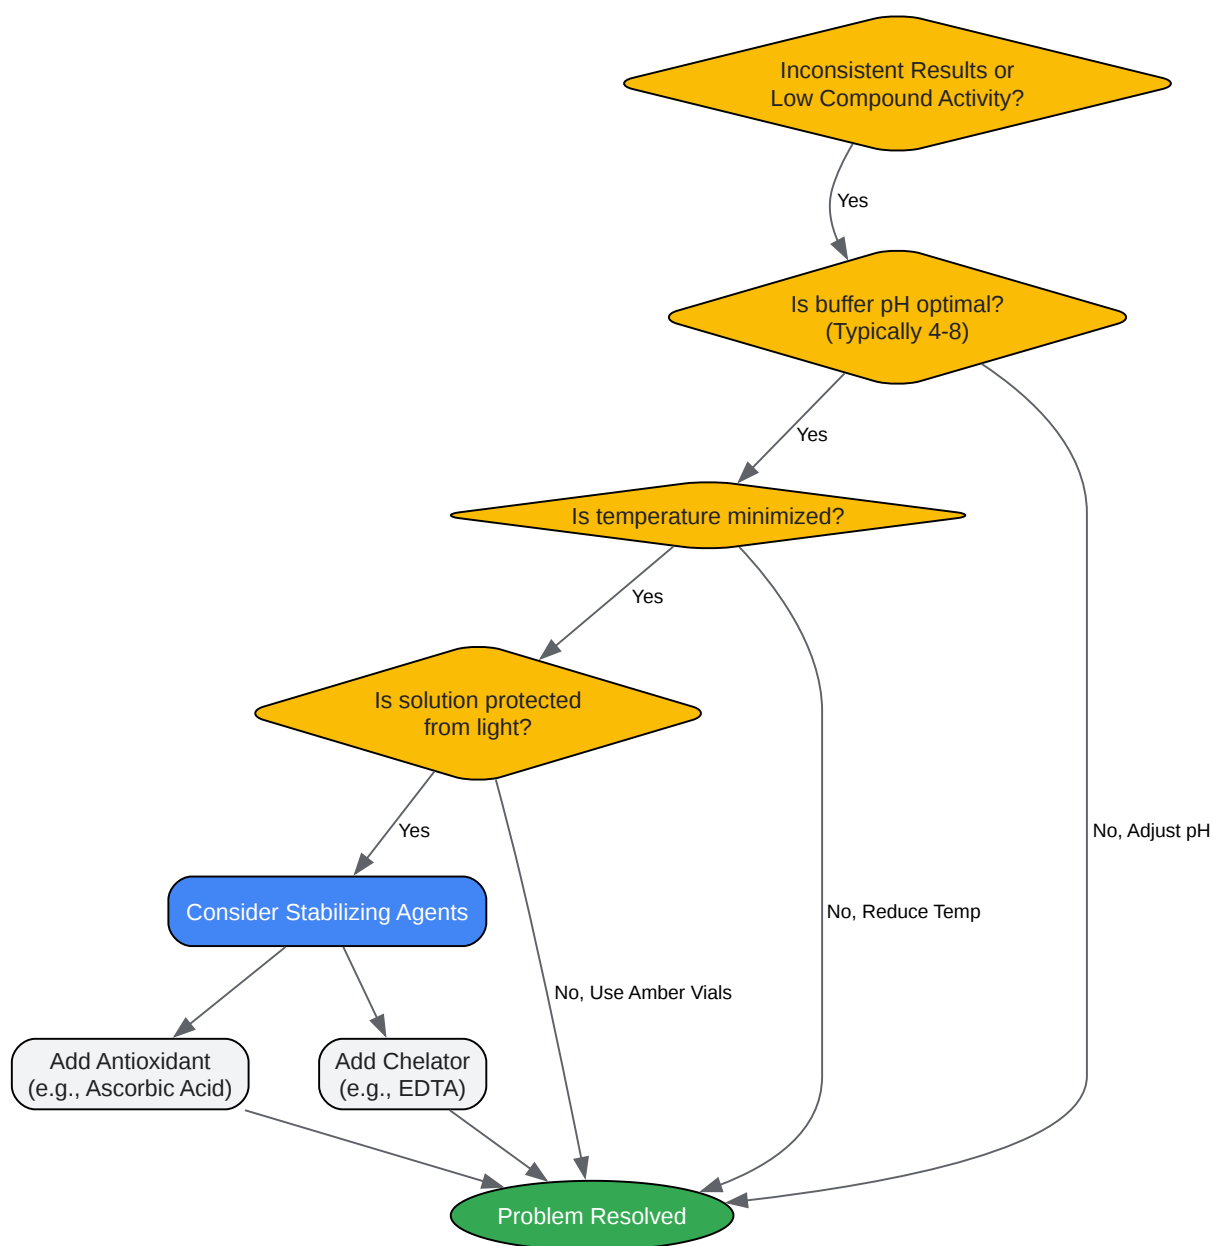 Inconsistent Results or
Low Compound Activity?
Yes
Is buffer pH optimal?
(Typically 4-8)
Yes
Is temperature minimized?
Yes
Is solution protected
from light?
Yes
No, Adjust pH
Consider Stabilizing Agents
No, Reduce Temp
No, Use Amber Vials
Add Antioxidant
(e.g., Ascorbic Acid)
Add Chelator
(e.g., EDTA)
Problem Resolved